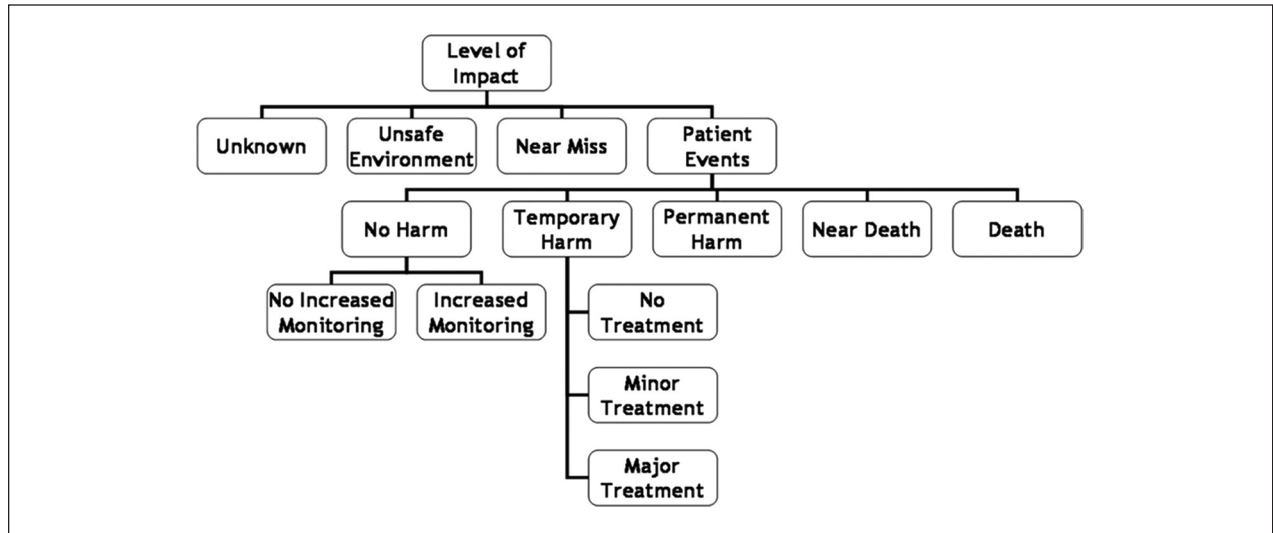 Level of
Impact
Unknown
Unsafe
Environment
Near Miss
Patient
Events
No Harm
Temporary
Harm
Permanent
Harm
Near Death
Death
No Increased
Monitoring
Increased
Monitoring
No
Treatment
Minor
Treatment
Major
Treatment